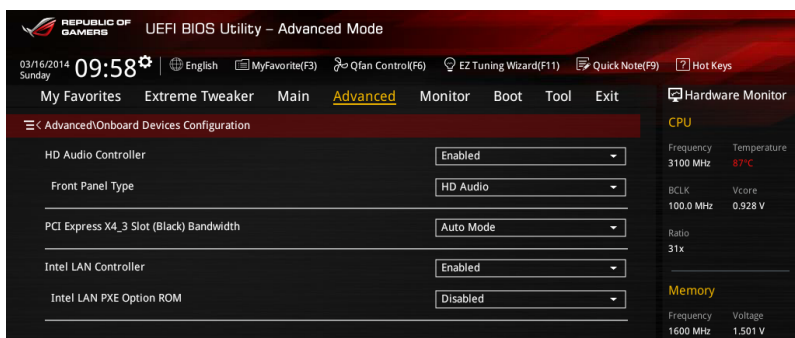 REPUBLIC OF
GAMERS
UEFI BIOS Utility – Advanced Mode
03/16/2014
Sunday
09:58
English
MyFavorite(F3)
Qfan Control(F6)
EZ Tuning Wizard(F11)
Quick Note(F9)
? Hot Keys
My Favorites Extreme Tweaker Main Advanced Monitor Boot Tool Exit
Hardware Monitor
< Advanced\Onboard Devices Configuration
HD Audio Controller Enabled
Front Panel Type HD Audio
PCI Express X4_3 Slot (Black) Bandwidth Auto Mode
Intel LAN Controller Enabled
Intel LAN PXE Option ROM Disabled
CPU
Frequency Temperature
3100 MHz 87°C
BCLK Vcore
100.0 MHz 0.928 V
Ratio
31x
Memory
Frequency Voltage
1600 MHz 1.501 V